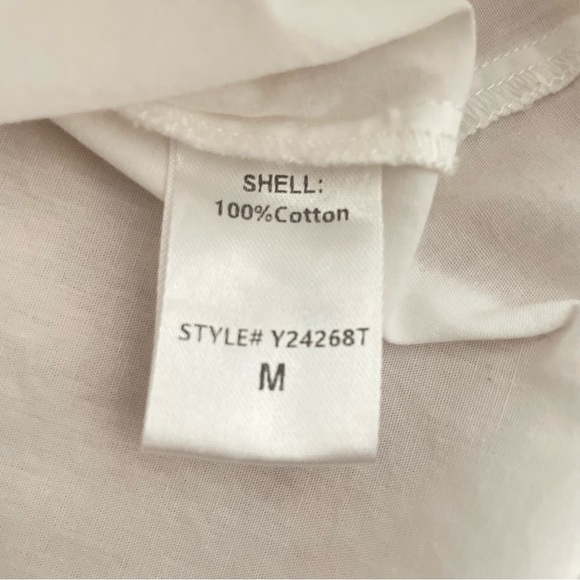 SHELL:
100%Cotton
STYLE# Y24268T
M